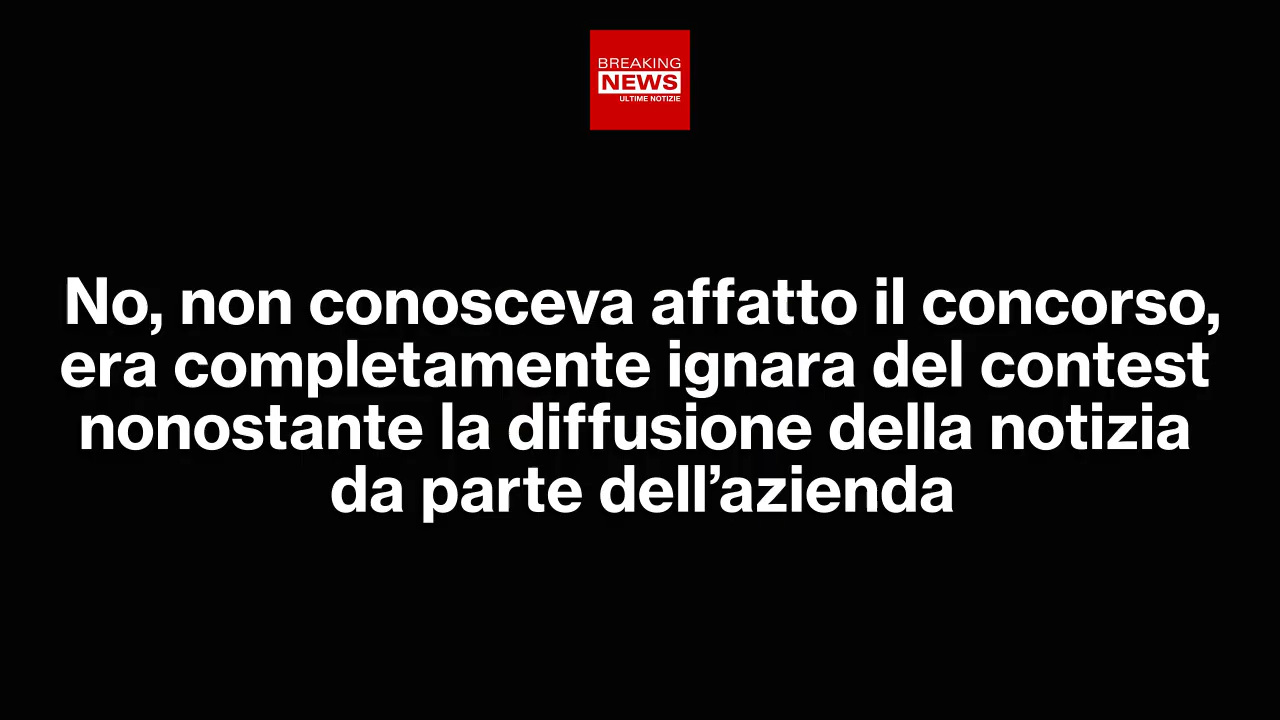 BREAKING
NEWS
ULTIME NOTIZIE
No, non conosceva affatto il concorso,
era completamente ignara del contest
nonostante la diffusione della notizia
da parte dell’azienda